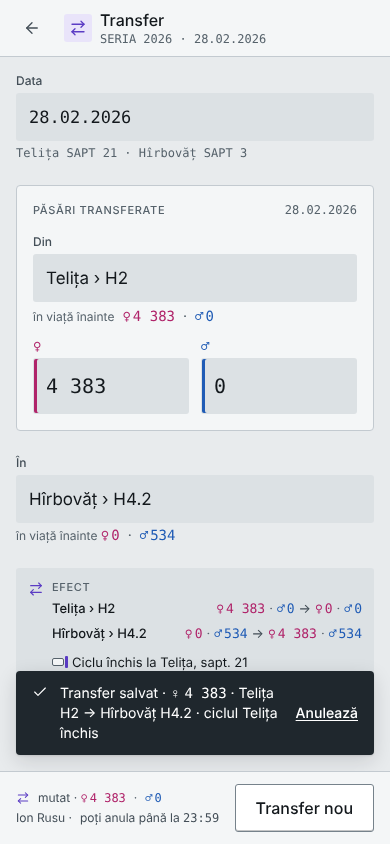 Transfer
SERIA 2026 · 28.02.2026
Data
28.02.2026
Telița SAPT 21 · Hîrbovăț SAPT 3
PĂSĂRI TRANSFERATE 28.02.2026
Din
Telița › H2
în viață înainte ♀4 383 · ♂0
♀ ♂
4 383 0
În
Hîrbovăț › H4.2
în viață înainte ♀0 · ♂534
EFECT
Telița › H2 ♀4 383 · ♂0 → ♀0 · ♂0
Hîrbovăț › H4.2 ♀0 · ♂534 → ♀4 383 · ♂534
Ciclu închis la Telița, sapt. 21
Transfer salvat · ♀ 4 383 · Telița
H2 → Hîrbovăț H4.2 · ciclul Telița
închis
Anulează
mutat · ♀4 383 · ♂0
Ion Rusu · poți anula până la 23:59
Transfer nou